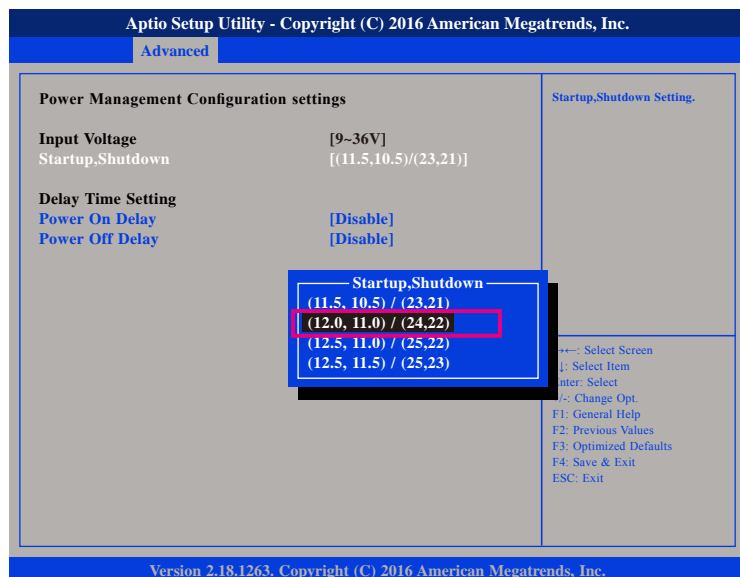 Aptio Setup Utility - Copyright (C) 2016 American Megatrends, Inc.
Advanced
Power Management Configuration settings
Input Voltage [9~36V]
Startup,Shutdown [(11.5,10.5)/(23,21)]
Delay Time Setting
Power On Delay [Disable]
Power Off Delay [Disable]
Startup,Shutdown
(11.5, 10.5) / (23,21)
(12.0, 11.0) / (24,22)
(12.5, 11.0) / (25,22)
(12.5, 11.5) / (25,23)
Startup,Shutdown Setting.
→←: Select Screen
↓: Select Item
nter: Select
/-: Change Opt.
F1: General Help
F2: Previous Values
F3: Optimized Defaults
F4: Save & Exit
ESC: Exit
Version 2.18.1263. Copyright (C) 2016 American Megatrends, Inc.